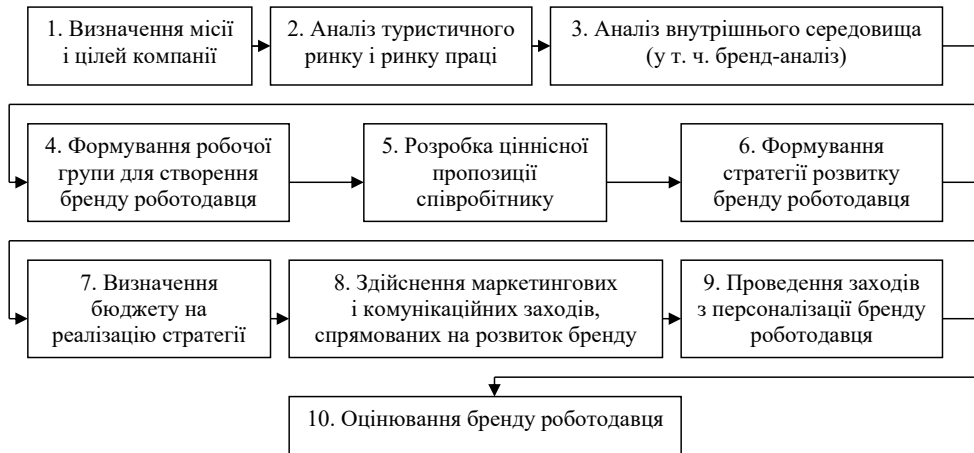 1. Визначення місії
і цілей компанії
2. Аналіз туристичного
ринку і ринку праці
3. Аналіз внутрішнього середовища
(у т. ч. бренд-аналіз)
4. Формування робочої
групи для створення
бренду роботодавця
5. Розробка ціннісної
пропозиції
співробітнику
6. Формування
стратегії розвитку
бренду роботодавця
7. Визначення
бюджету на
реалізацію стратегії
8. Здійснення маркетингових
і комунікаційних заходів,
спрямованих на розвиток бренду
9. Проведення заходів
з персоналізації бренду
роботодавця
10. Оцінювання бренду роботодавця